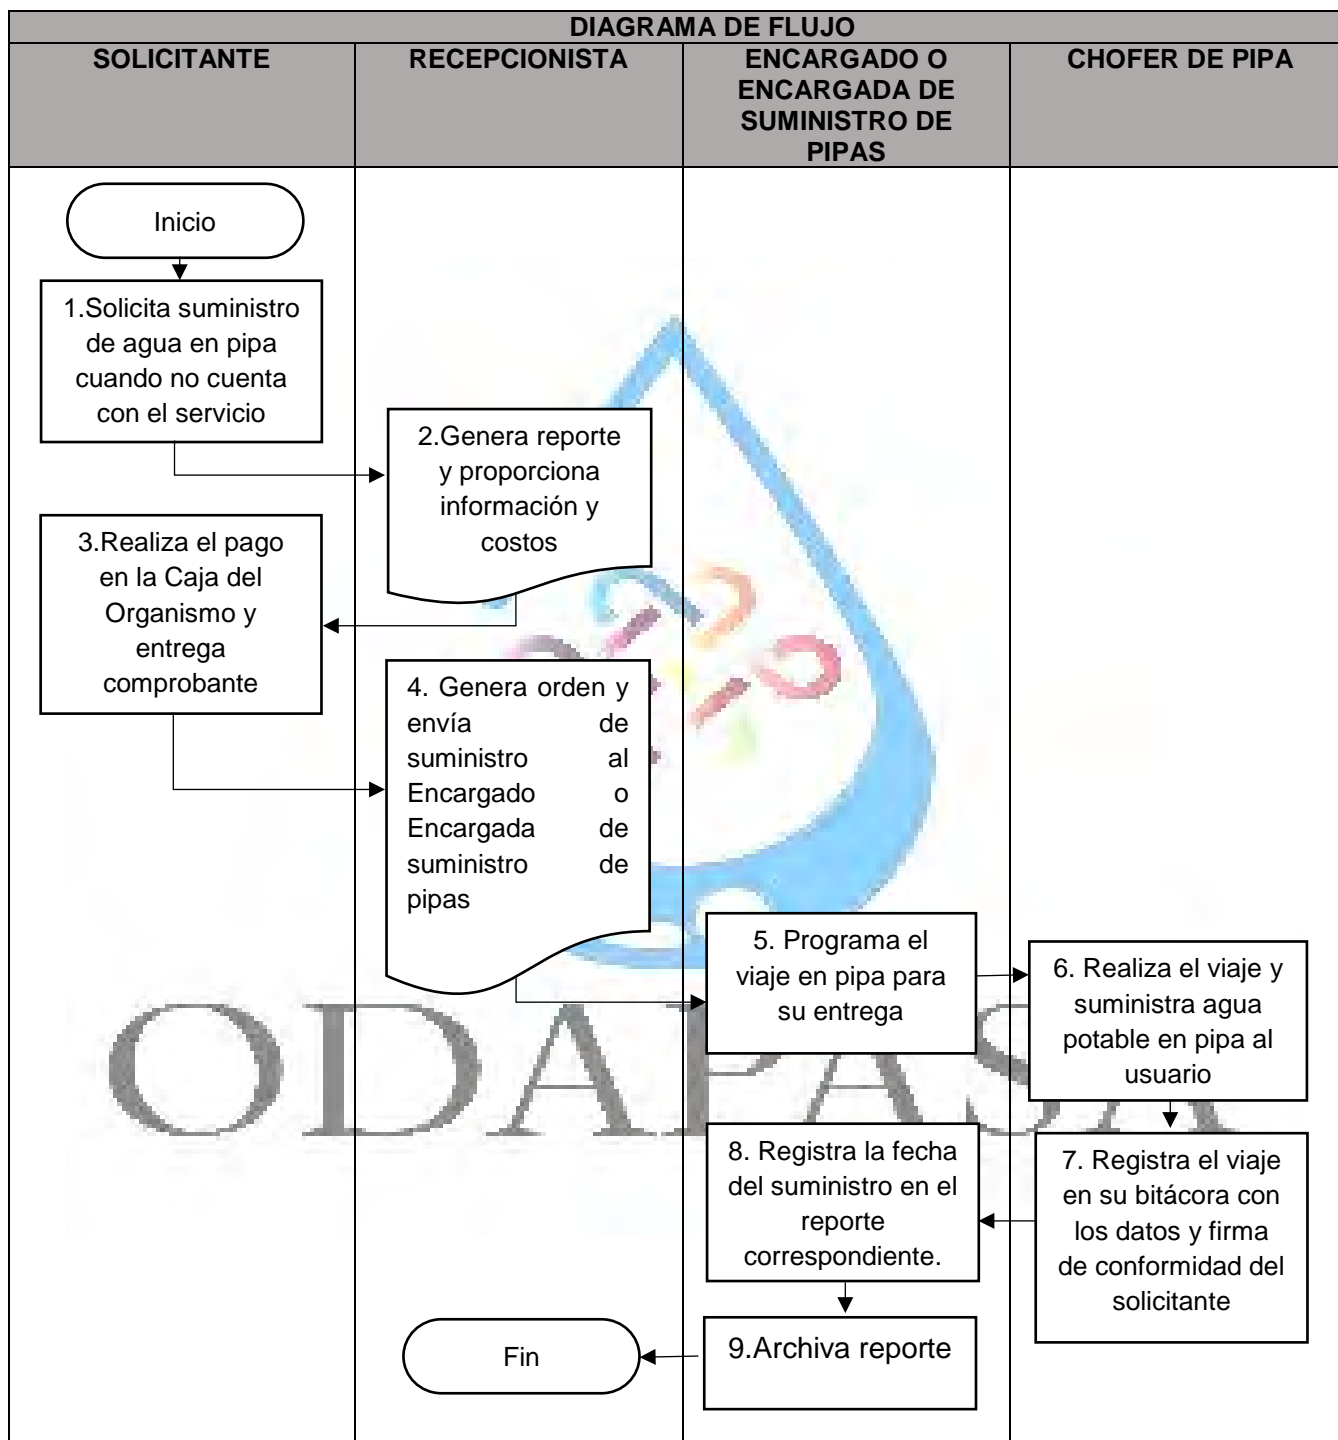 DIAGRAMA DE FLUJO
SOLICITANTE
RECEPCIONISTA
ENCARGADO O
ENCARGADA DE
SUMINISTRO DE
PIPAS
CHOFER DE PIPA
Inicio
1.Solicita suministro
de agua en pipa
cuando no cuenta
con el servicio
2.Genera reporte
y proporciona
información y
costos
3.Realiza el pago
en la Caja del
Organismo y
entrega
comprobante
4. Genera orden y
envía de
suministro al
Encargado o
Encargada de
suministro de
pipas
5. Programa el
viaje en pipa para
su entrega
6. Realiza el viaje y
suministra agua
potable en pipa al
usuario
7. Registra el viaje
en su bitácora con
los datos y firma
de conformidad del
solicitante
8. Registra la fecha
del suministro en el
reporte
correspondiente.
9.Archiva reporte
Fin
ODAPASA